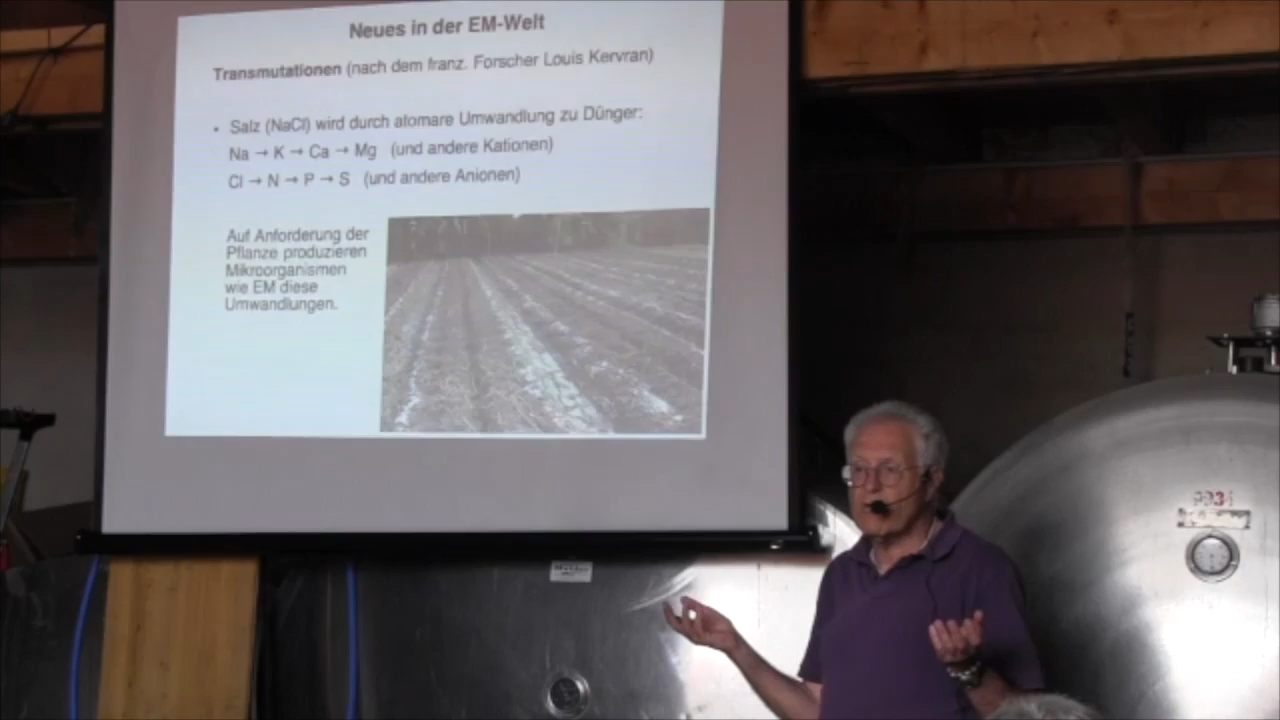 Neues in der EM-Welt
Transmutationen (nach dem franz. Forscher Louis Kervran)
• Salz (NaCl) wird durch atomare Umwandlung zu Dünger:
Na → K → Ca → Mg (und andere Kationen)
Cl → N → P → S (und andere Anionen)
Auf Anforderung der
Pflanze produzieren
Mikroorganismen
wie EM diese
Umwandlungen.